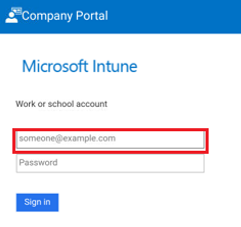 Company Portal
Microsoft Intune
Work or school account
someone@example.com
Password
Sign in